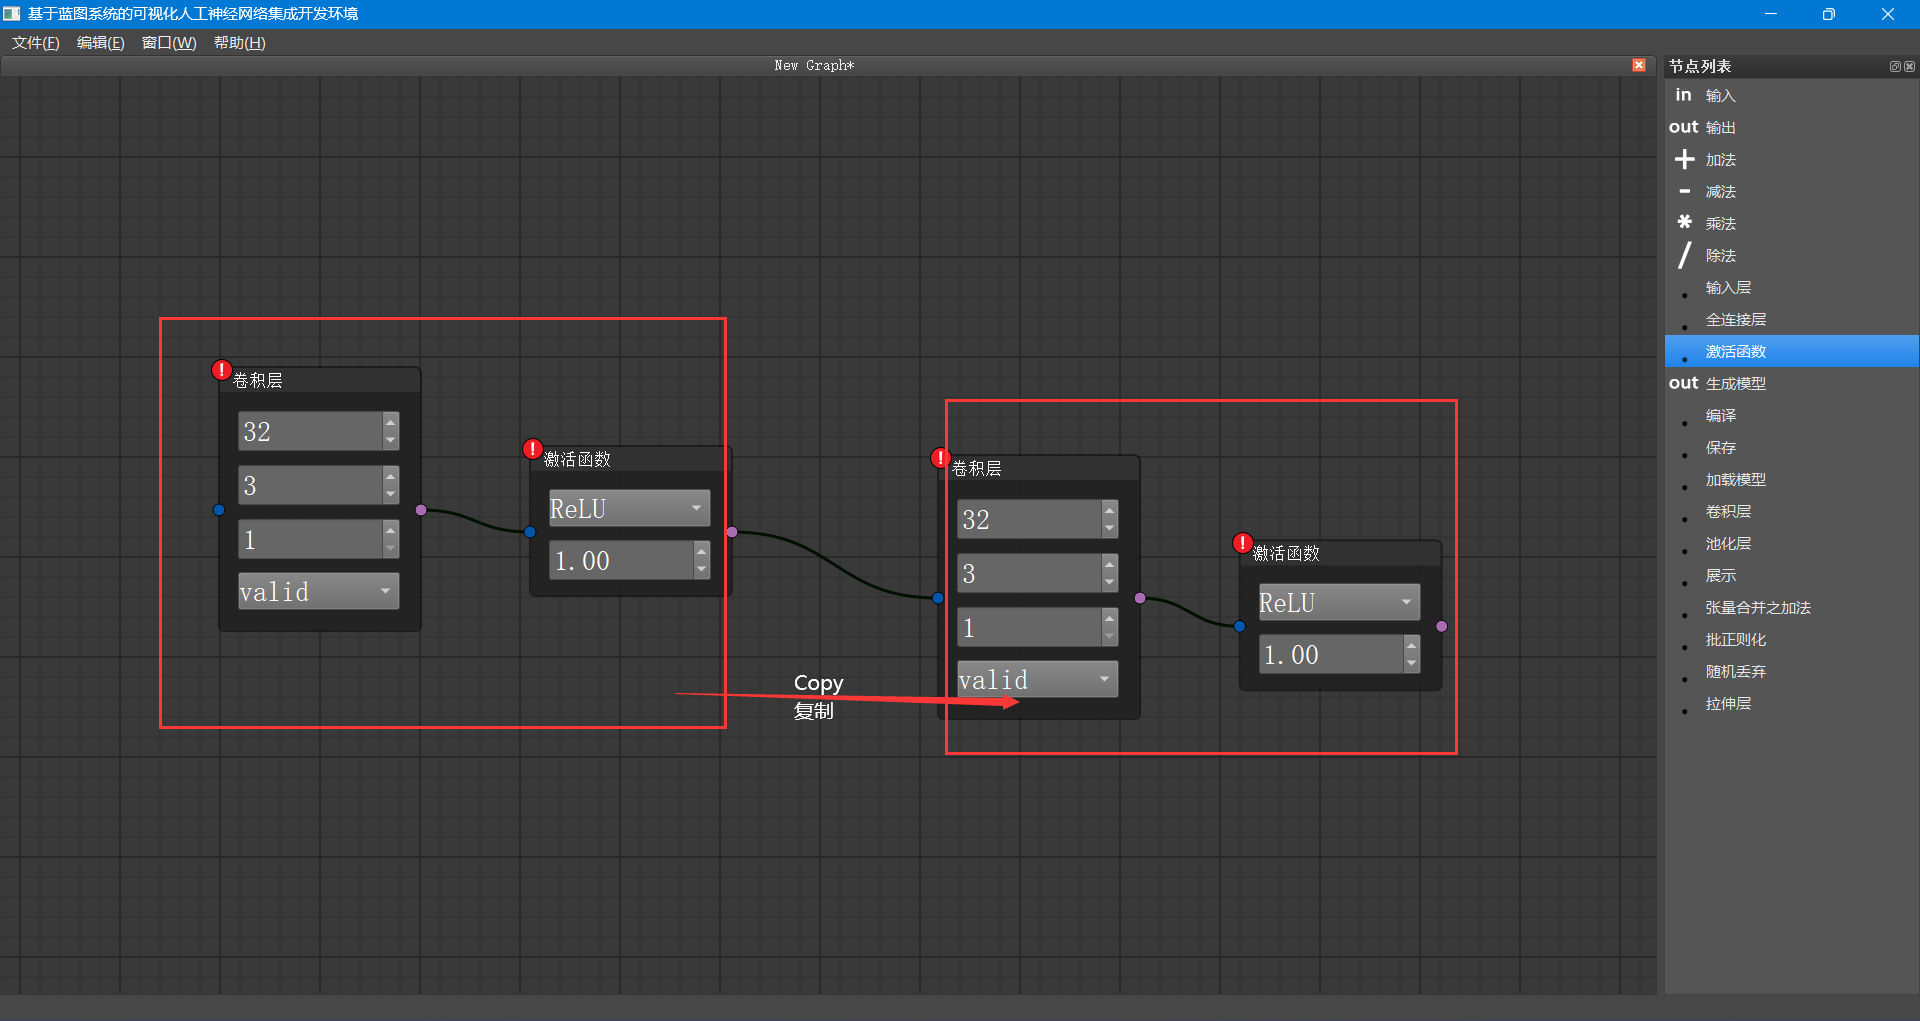 基于蓝图系统的可视化人工神经网络集成开发环境
文件(F) 编辑(E) 窗口(W) 帮助(H)
New Graph*
卷积层
32
3
1
valid
激活函数
ReLU
1.00
Copy
复制
卷积层
32
3
1
valid
激活函数
ReLU
1.00
节点列表
in 输入
out 输出
+ 加法
- 减法
* 乘法
/ 除法
输入层
全连接层
激活函数
out 生成模型
编译
保存
加载模型
卷积层
池化层
展示
张量合并之加法
批正则化
随机丢弃
拉伸层